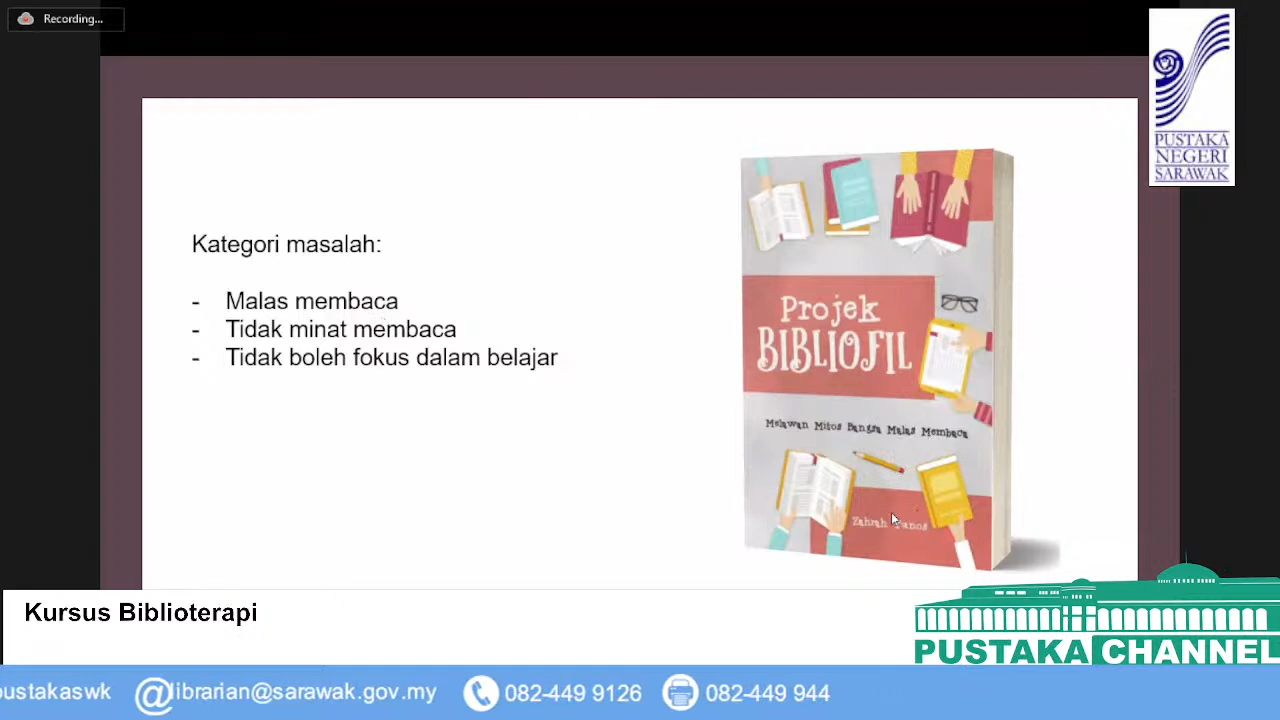 Recording...
PUSTAKA
NEGERI
SARAWAK
Kategori masalah:
- Malas membaca
- Tidak minat membaca
- Tidak boleh fokus dalam belajar
Projek
BIBLIOFIL
Melawan Mitos Bangsa Malas Membaca
Zahrah
Kursus Biblioterapi
PUSTAKA CHANNEL
pustakaswk @librarian@sarawak.gov.my 082-449 9126 082-449 944